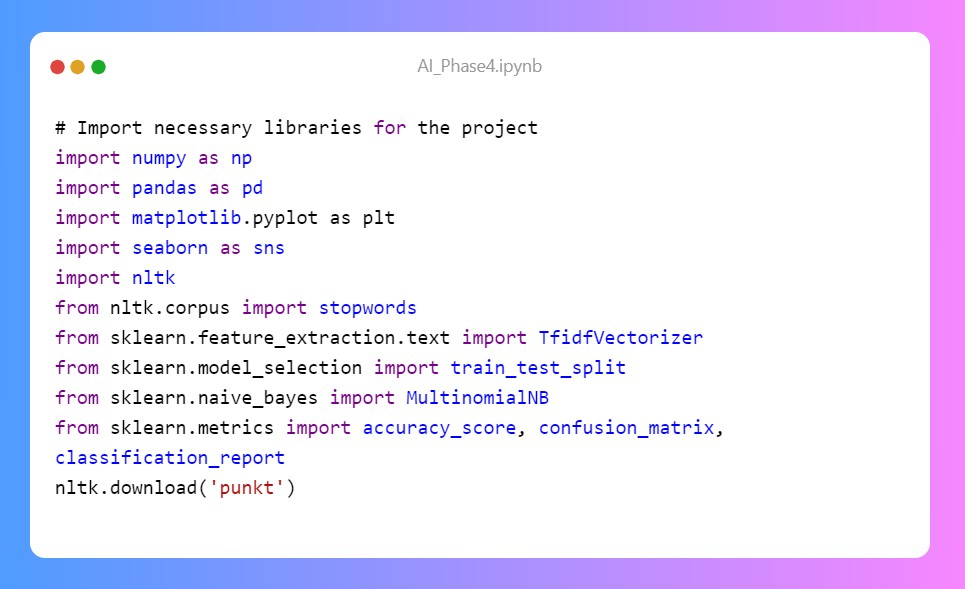 AI_Phase4.ipynb
# Import necessary libraries for the project
import numpy as np
import pandas as pd
import matplotlib.pyplot as plt
import seaborn as sns
import nltk
from nltk.corpus import stopwords
from sklearn.feature_extraction.text import TfidfVectorizer
from sklearn.model_selection import train_test_split
from sklearn.naive_bayes import MultinomialNB
from sklearn.metrics import accuracy_score, confusion_matrix,
classification_report
nltk.download('punkt')